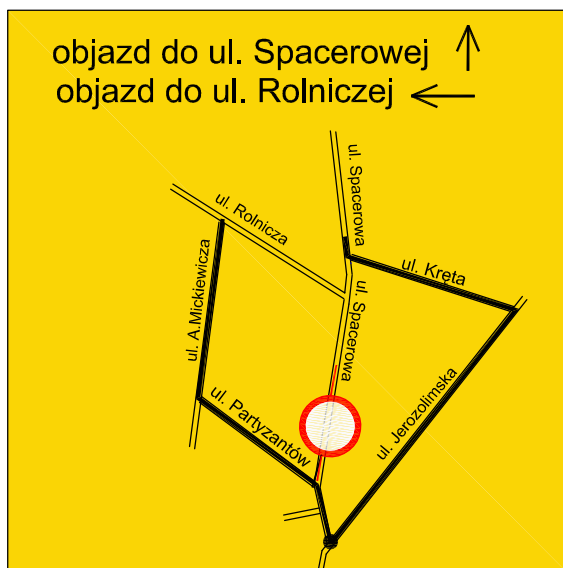 objazd do ul. Spacerowej
objazd do ul. Rolniczej
ul. Spacerowa
ul. Rolnicza
ul. Kręta
ul. A.Mickiewicza
ul. Spacerowa
ul. Partyzantów
ul. Jerozolimska